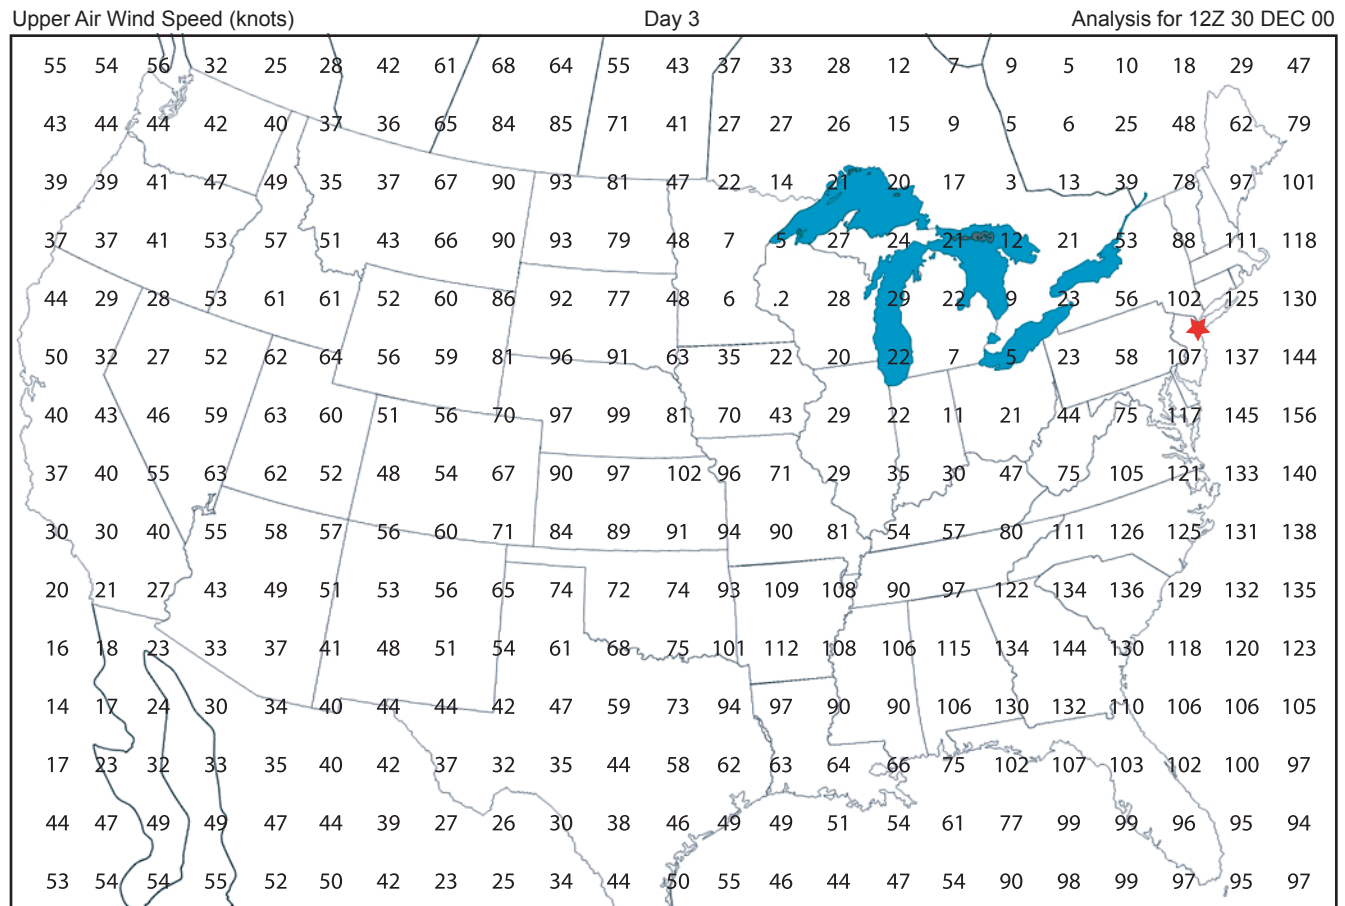 Upper Air Wind Speed (knots) Day 3 Analysis for 12Z 30 DEC 00
55 54 56 32 25 28 42 61 68 64 55 43 37 33 28 12 7 9 5 10 18 29 47
43 44 44 42 40 37 36 65 84 85 71 41 27 27 26 15 9 5 6 25 48 62 79
39 39 41 47 49 35 37 67 90 93 81 47 22 14 21 20 17 3 13 39 78 97 101
37 37 41 53 57 51 43 66 90 93 79 48 7 5 27 24 21 12 21 53 88 111 118
44 29 28 53 61 61 52 60 86 92 77 48 6 .2 28 29 22 9 23 56 102 125 130
50 32 27 52 62 64 56 59 81 96 91 63 35 22 20 22 7 5 23 58 107 137 144
40 43 46 59 63 60 51 56 70 97 99 81 70 43 29 22 11 21 44 75 117 145 156
37 40 55 63 62 52 48 54 67 90 97 102 96 71 29 35 30 47 75 105 121 133 140
30 30 40 55 58 57 56 60 71 84 89 91 94 90 81 54 57 80 111 126 125 131 138
20 21 27 43 49 51 53 56 65 74 72 74 93 109 108 90 97 122 134 136 129 132 135
16 18 23 33 37 41 48 51 54 61 68 75 101 112 108 106 115 134 144 130 118 120 123
14 17 24 30 34 40 44 44 42 47 59 73 94 97 90 90 106 130 132 110 106 106 105
17 23 32 33 35 40 42 37 32 35 44 58 62 63 64 66 75 102 107 103 102 100 97
44 47 49 49 47 44 39 27 26 30 38 46 49 49 51 54 61 77 99 99 96 95 94
53 54 54 55 52 50 42 23 25 34 44 50 55 46 44 47 54 90 98 99 97 95 97